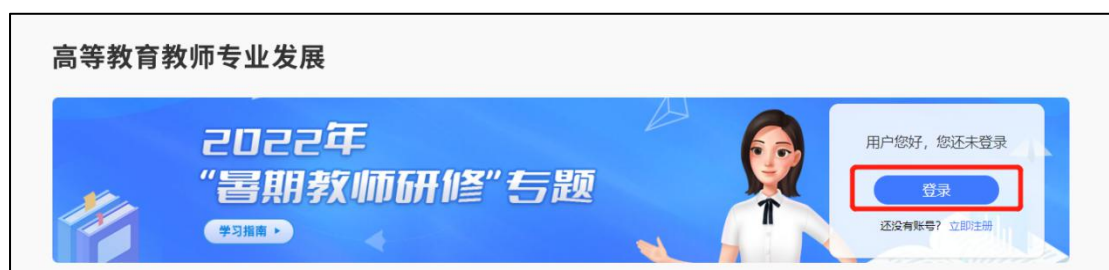 高等教育教师专业发展
2022年
“暑期教师研修”专题
学习指南
用户您好，您还未登录
登录
还没有账号？ 立即注册